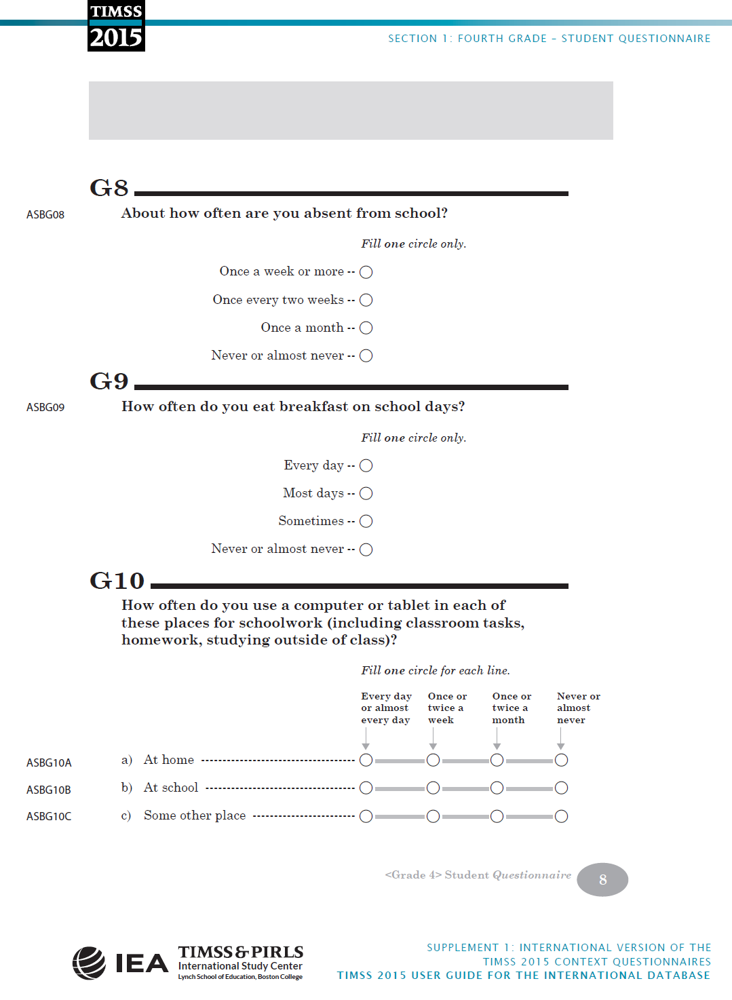 TIMSS
2015
SECTION 1: FOURTH GRADE – STUDENT QUESTIONNAIRE
G8
ASBG08
About how often are you absent from school?
Fill one circle only.
Once a week or more --
Once every two weeks --
Once a month --
Never or almost never --
G9
ASBG09
How often do you eat breakfast on school days?
Fill one circle only.
Every day --
Most days --
Sometimes --
Never or almost never --
G10
How often do you use a computer or tablet in each of
these places for schoolwork (including classroom tasks,
homework, studying outside of class)?
Fill one circle for each line.
Every day or almost every day
Once or twice a week
Once or twice a month
Never or almost never
ASBG10A a) At home ------------------------------------
ASBG10B b) At school -----------------------------------
ASBG10C c) Some other place ------------------------
<Grade 4> Student Questionnaire 8
IEA
TIMSS & PIRLS
International Study Center
Lynch School of Education, Boston College
SUPPLEMENT 1: INTERNATIONAL VERSION OF THE
TIMSS 2015 CONTEXT QUESTIONNAIRES
TIMSS 2015 USER GUIDE FOR THE INTERNATIONAL DATABASE